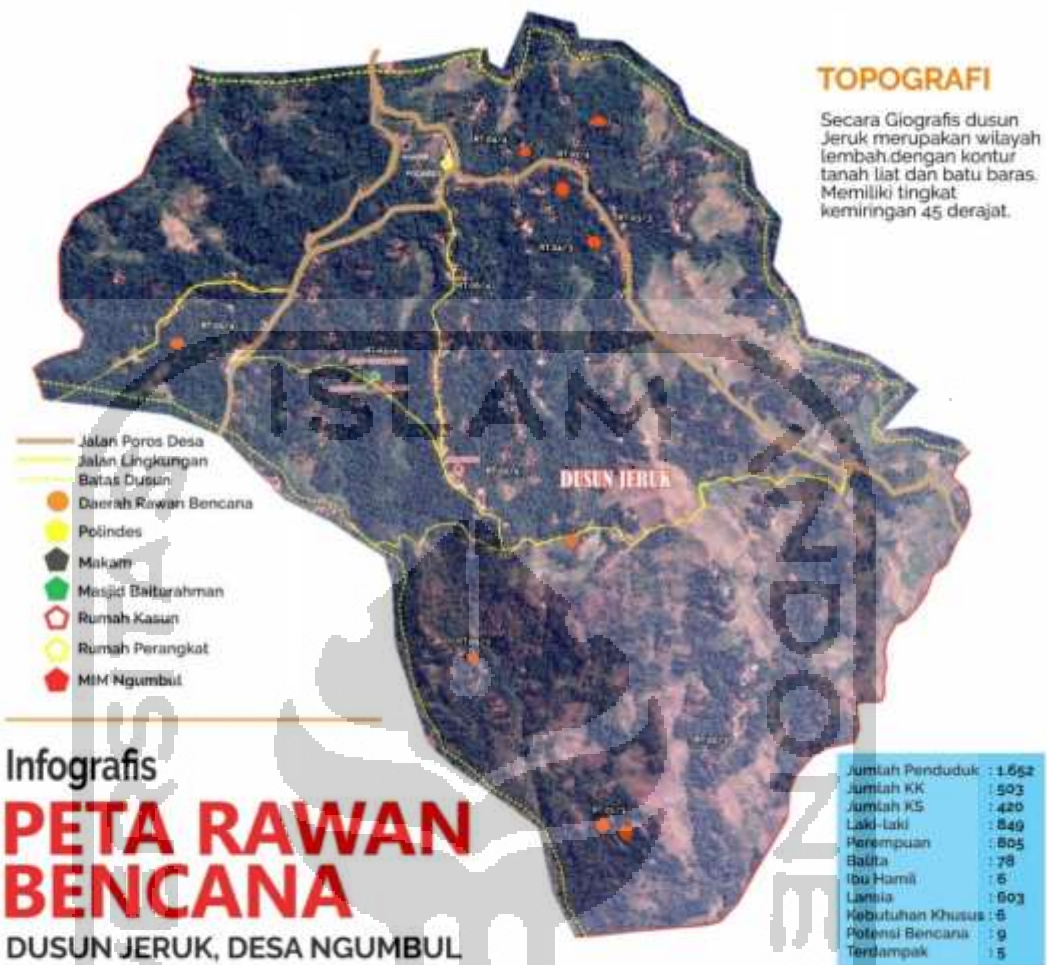 TOPOGRAFI
Secara Giografis dusun
Jeruk merupakan wilayah
lembah.dengan kontur
tanah liat dan batu baras.
Memiliki tingkat
kemiringan 45 derajat.
DUSUN JERUK
Jalan Poros Desa
Jalan Lingkungan
Batas Dusun
Daerah Rawan Bencana
Polindes
Makam
Masjid Baiturahman
Rumah Kasun
Rumah Perangkat
MIM Ngumbul
Infografis
PETA RAWAN
BENCANA
DUSUN JERUK, DESA NGUMBUL
Jumlah Penduduk : 1.652
Jumlah KK : 503
Jumlah KS : 420
Laki-laki : 849
Perempuan : 805
Balita : 78
Ibu Hamil : 6
Lansia : 603
Kebutuhan Khusus : 6
Potensi Bencana : 9
Terdampak : 5
ISLAM